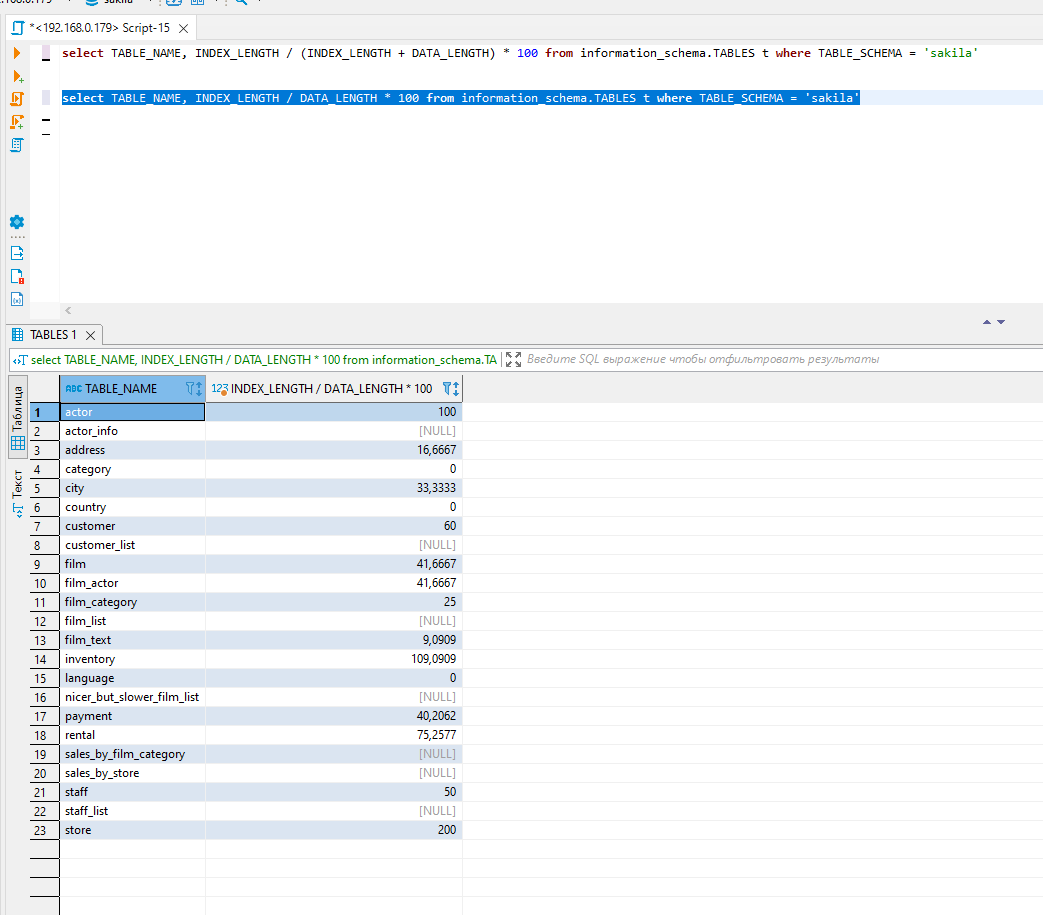 *<192.168.0.179> Script-15
select TABLE_NAME, INDEX_LENGTH / (INDEX_LENGTH + DATA_LENGTH) * 100 from information_schema.TABLES t where TABLE_SCHEMA = 'sakila'
select TABLE_NAME, INDEX_LENGTH / DATA_LENGTH * 100 from information_schema.TABLES t where TABLE_SCHEMA = 'sakila'
TABLES 1
select TABLE_NAME, INDEX_LENGTH / DATA_LENGTH * 100 from information_schema.TA Введите SQL выражение чтобы отфильтровать результаты
Таблица
Текст
ABC TABLE_NAME 123 INDEX_LENGTH / DATA_LENGTH * 100
1 actor 100
2 actor_info [NULL]
3 address 16,6667
4 category 0
5 city 33,3333
6 country 0
7 customer 60
8 customer_list [NULL]
9 film 41,6667
10 film_actor 41,6667
11 film_category 25
12 film_list [NULL]
13 film_text 9,0909
14 inventory 109,0909
15 language 0
16 nicer_but_slower_film_list [NULL]
17 payment 40,2062
18 rental 75,2577
19 sales_by_film_category [NULL]
20 sales_by_store [NULL]
21 staff 50
22 staff_list [NULL]
23 store 200